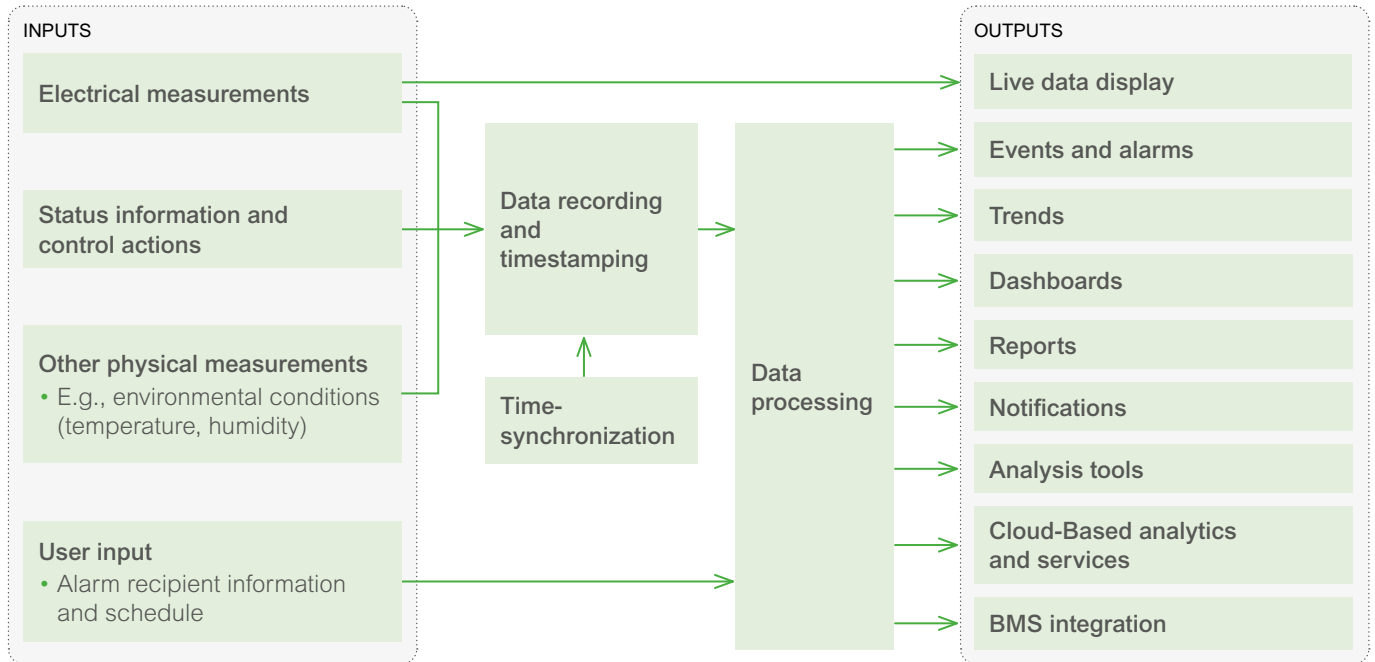 INPUTS
Electrical measurements
Status information and
control actions
Other physical measurements
• E.g., environmental conditions
(temperature, humidity)
User input
• Alarm recipient information
and schedule
Data recording
and
timestamping
Time-
synchronization
Data
processing
OUTPUTS
Live data display
Events and alarms
Trends
Dashboards
Reports
Notifications
Analysis tools
Cloud-Based analytics
and services
BMS integration